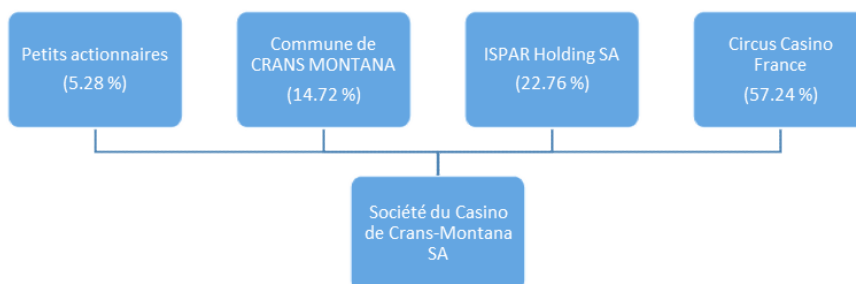 Petits actionnaires
(5.28 %)
Commune de
CRANS MONTANA
(14.72 %)
ISPAR Holding SA
(22.76 %)
Circus Casino
France
(57.24 %)
Société du Casino
de Crans-Montana
SA